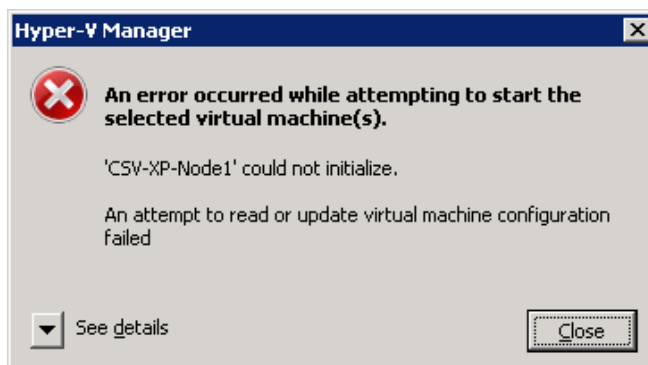 Hyper-V Manager
An error occurred while attempting to start the
selected virtual machine(s).
'CSV-XP-Node1' could not initialize.
An attempt to read or update virtual machine configuration
failed
See details
Close